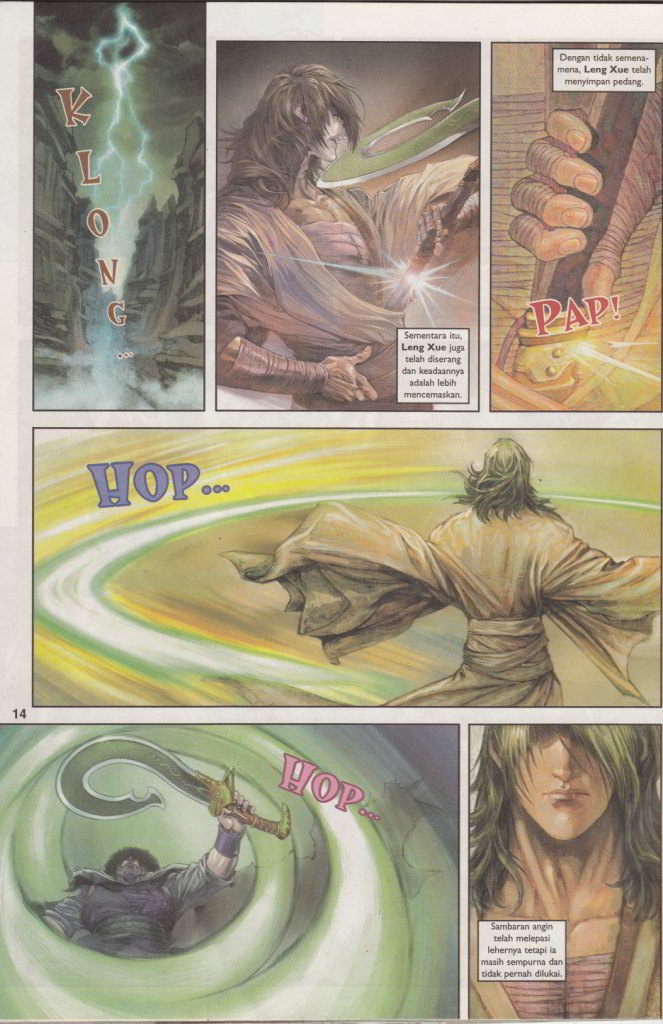 KLONG...
Sementara itu,
Leng Xue juga
telah diserang
dan keadaannya
adalah lebih
mencemaskan.
Dengan tidak semena-
mena, Leng Xue telah
menyimpan pedang.
PAP!
HOP...
14
HOP...
Sambaran angin
telah melepasi
lehernya tetapi ia
masih sempurna dan
tidak pernah dilukai.